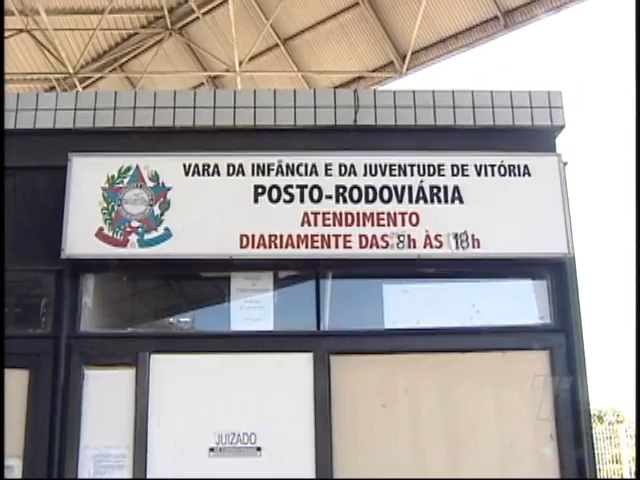 VARA DA INFÂNCIA E DA JUVENTUDE DE VITÓRIA
POSTO-RODOVIÁRIA
ATENDIMENTO
DIARIAMENTE DAS 8h ÀS 18h
JUIZADO